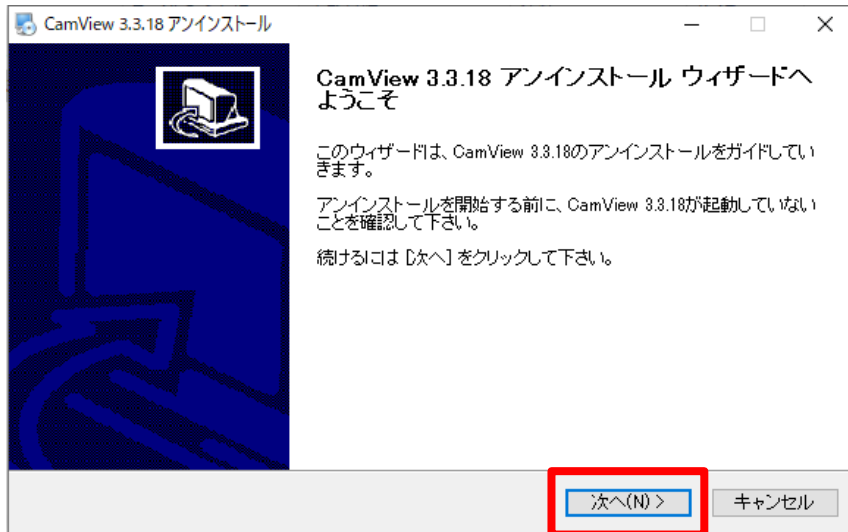 CamView 3.3.18 アンインストール
CamView 3.3.18 アンインストール ウィザードへ
ようこそ
このウィザードは、CamView 3.3.18のアンインストールをガイドしてい
きます。
アンインストールを開始する前に、CamView 3.3.18が起動していない
ことを確認して下さい。
続けるには [次へ] をクリックして下さい。
次へ(N) >
キャンセル